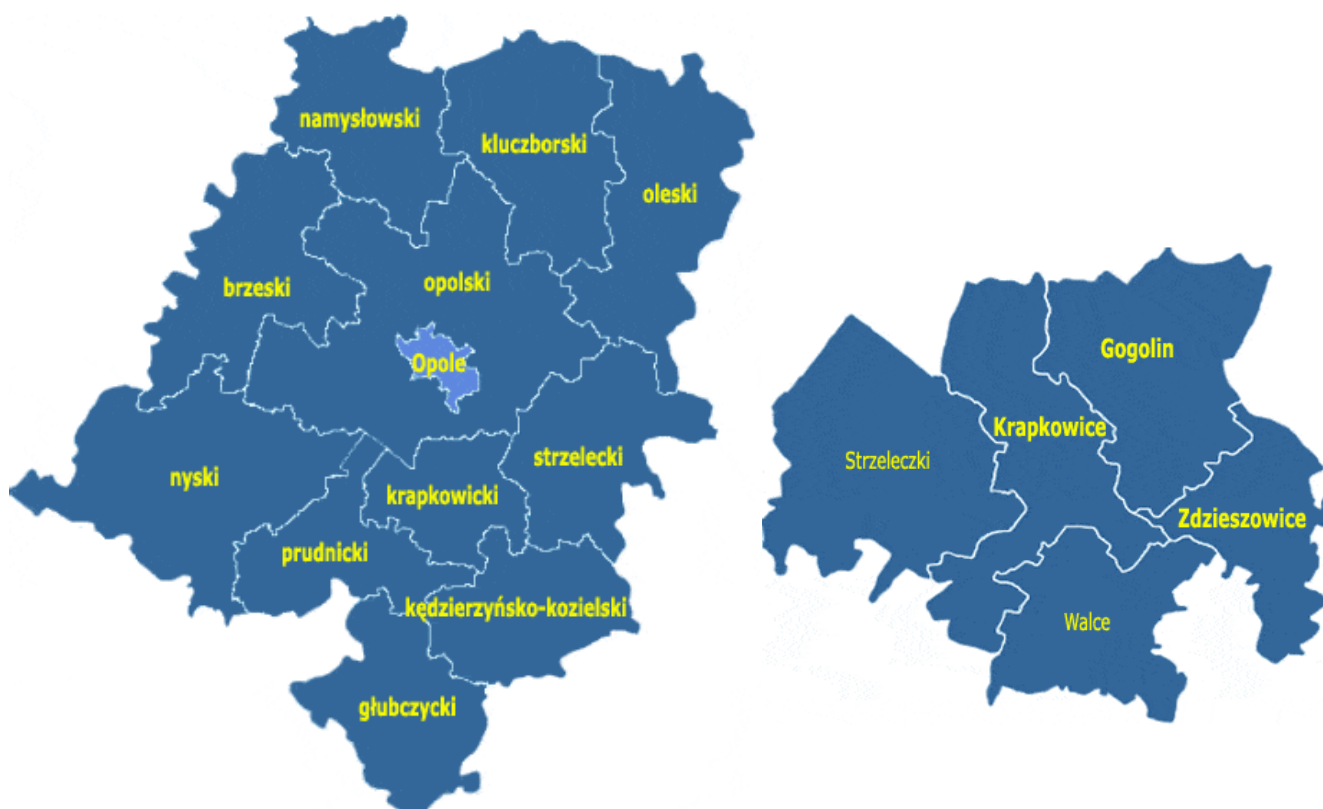 namysłowski
kluczborski
oleski
brzeski
opolski
Opole
nyski
strzelecki
krapkowicki
prudnicki
kędzierzyńsko-kozielski
głubczycki
Gogolin
Krapkowice
Strzeleczki
Zdzieszowice
Walce